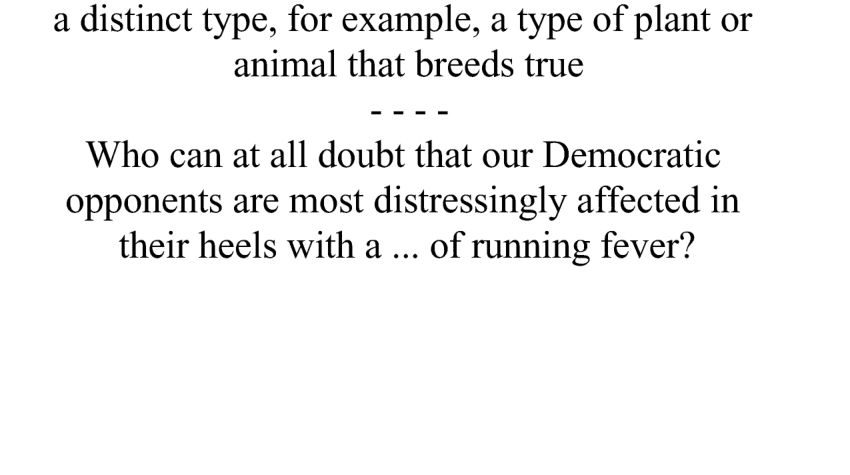 a distinct type, for example, a type of plant or
animal that breeds true
- - - -
Who can at all doubt that our Democratic
opponents are most distressingly affected in
their heels with a ... of running fever?